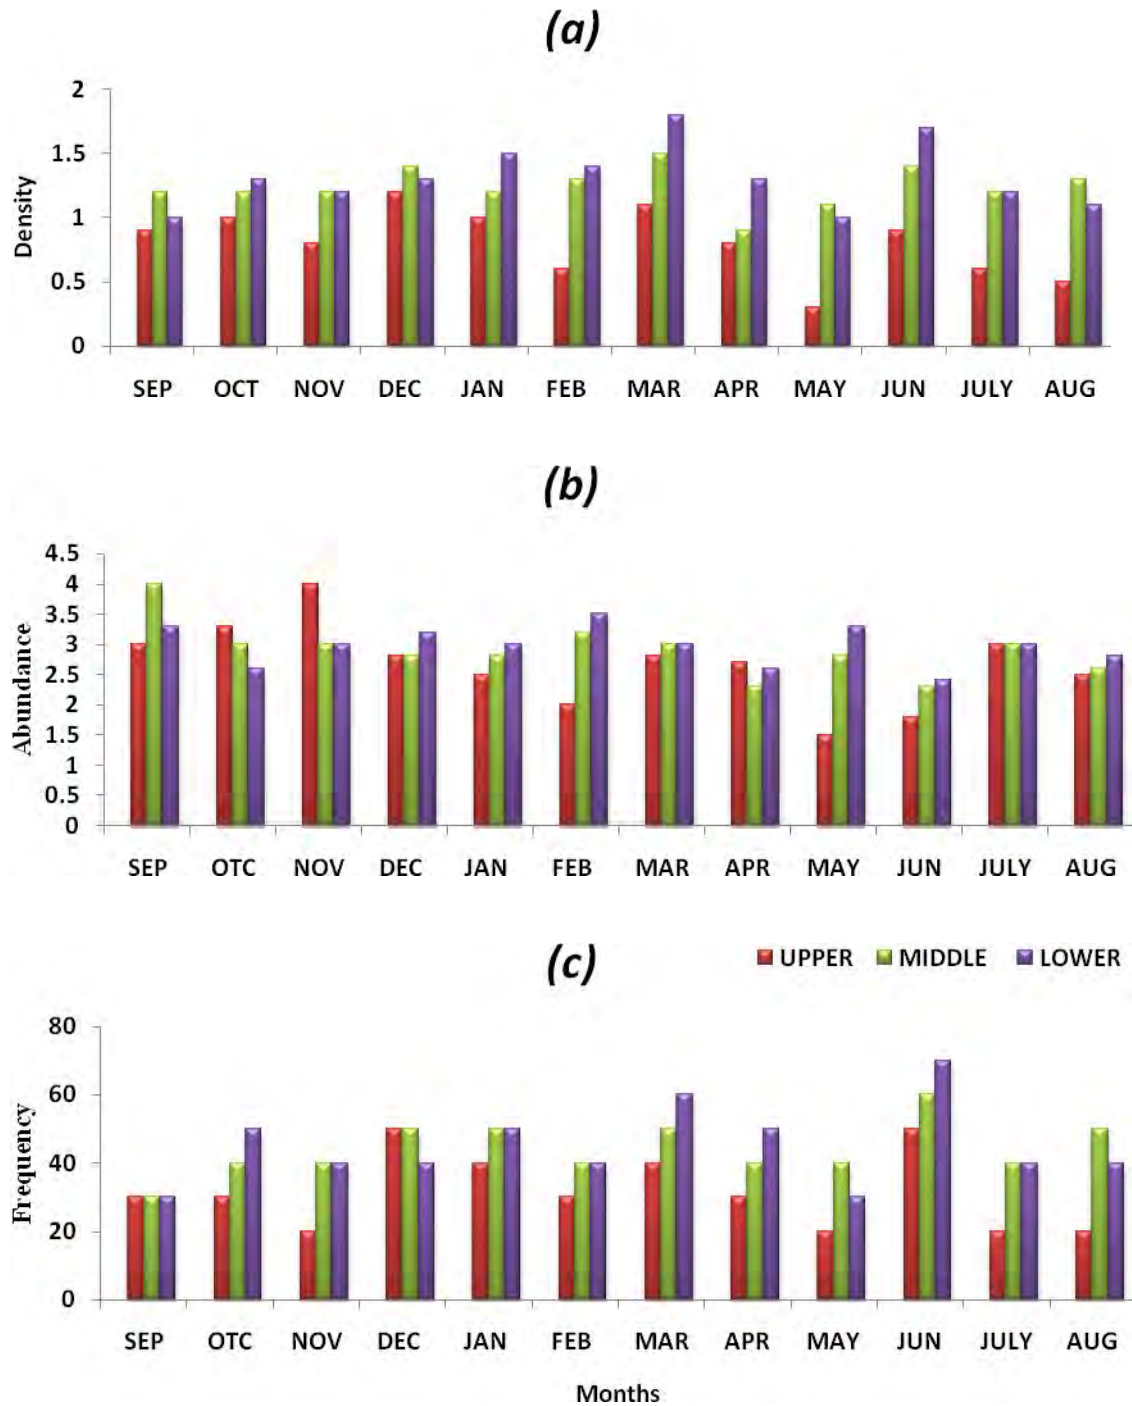 (a)
2
1.5
1
0.5
0
Density
SEP OCT NOV DEC JAN FEB MAR APR MAY JUN JULY AUG
(b)
4.5
4
3.5
3
2.5
2
1.5
1
0.5
0
Abundance
SEP OTC NOV DEC JAN FEB MAR APR MAY JUN JULY AUG
(c)
UPPER MIDDLE LOWER
80
60
40
20
0
Frequency
SEP OTC NOV DEC JAN FEB MAR APR MAY JUN JULY AUG
Months